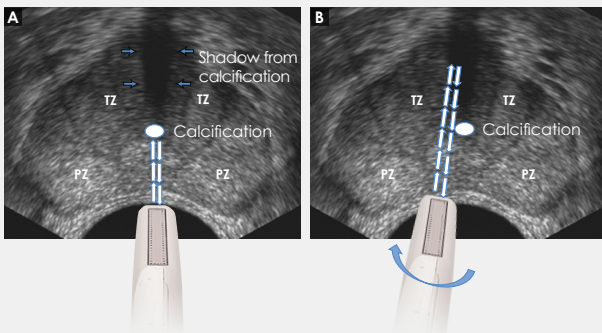 A
Shadow from
calcification
TZ
TZ
Calcification
PZ
PZ
B
TZ
TZ
Calcification
PZ
PZ